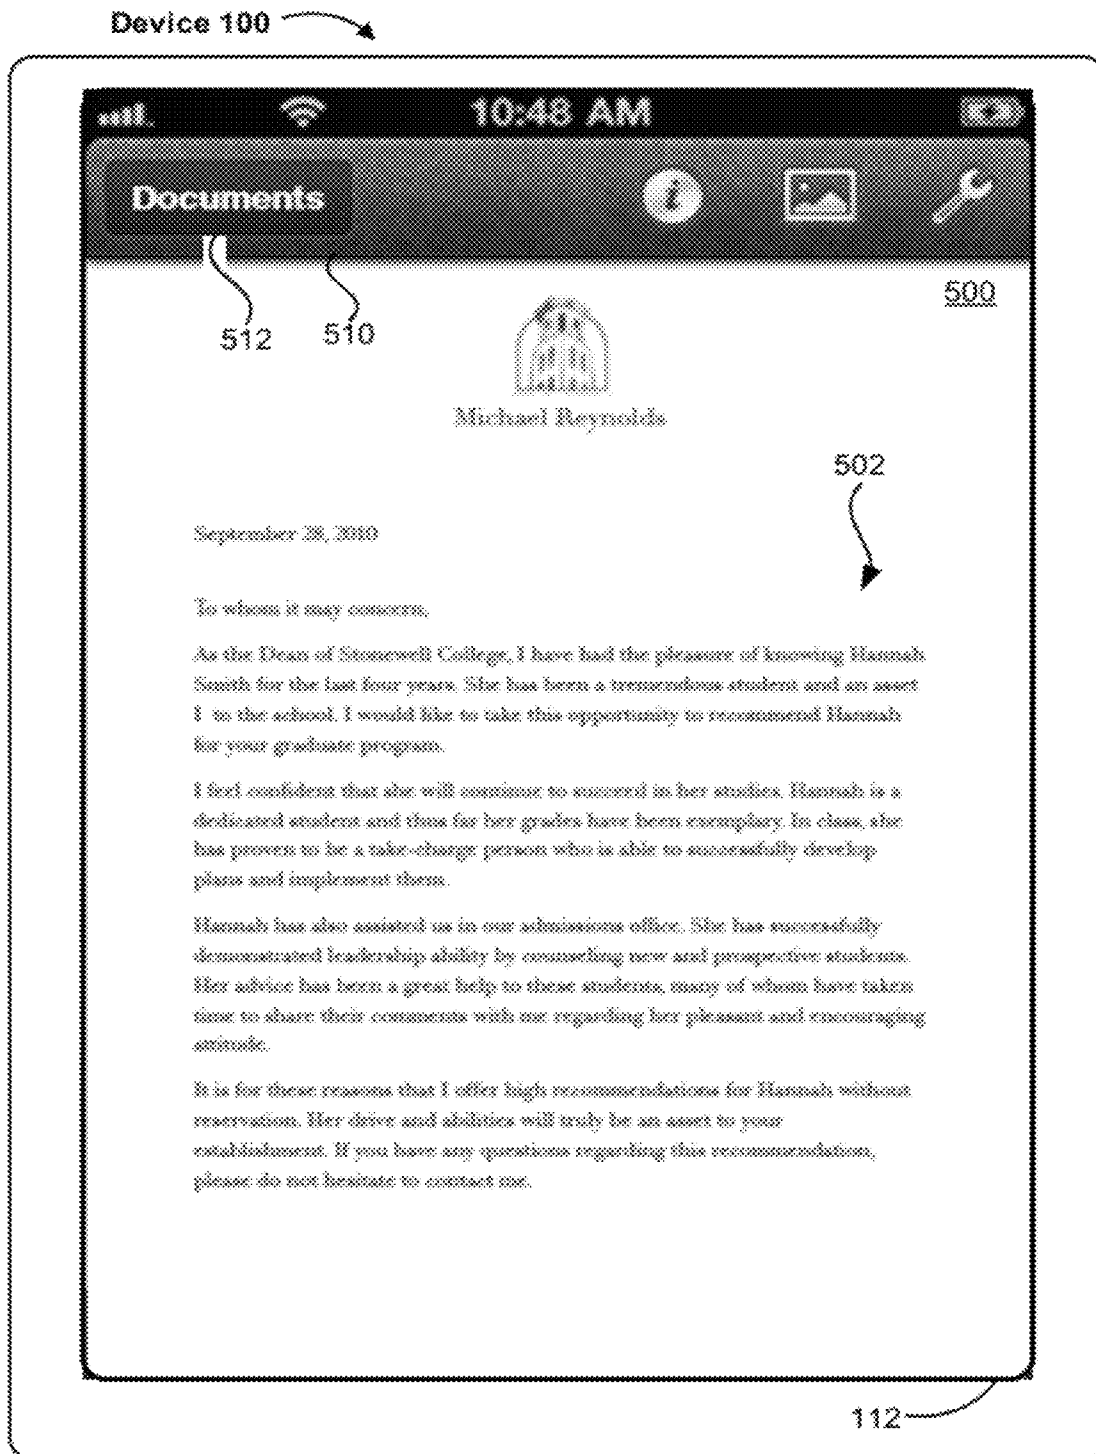 Device 100
10:48 AM
Documents
500
512
510
Michael Reynolds
502
September 28, 2010
To whom it may concern,
As the Dean of Stonewell College, I have had the pleasure of knowing Hannah
Smith for the last four years. She has been a tremendous student and an asset
I  to the school. I would like to take this opportunity to recommend Hannah
for your graduate program.
I feel confident that she will continue to succeed in her studies. Hannah is a
dedicated student and thus far her grades have been exemplary. In class, she
has proven to be a take-charge person who is able to successfully develop
plans and implement them.
Hannah has also assisted us in our admissions office. She has successfully
demonstrated leadership ability by counseling new and prospective students.
Her advice has been a great help to these students, many of whom have taken
time to share their comments with me regarding her pleasant and encouraging
attitude.
It is for these reasons that I offer high recommendations for Hannah without
reservation. Her drive and abilities will truly be an asset to your
establishment. If you have any questions regarding this recommendation,
please do not hesitate to contact me.
112